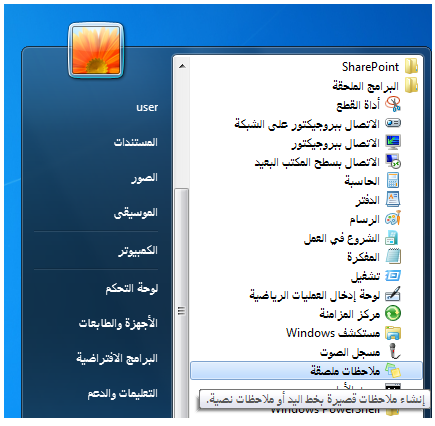 SharePoint
البرامج الملحقة
أداة القطع
الاتصال ببروجيكتور على الشبكة
الاتصال ببروجيكتور
الاتصال بسطح المكتب البعيد
الحاسبة
الدفتر
الرسام
الشروع في العمل
المفكرة
تشغيل
لوحة إدخال العمليات الرياضية
مركز المزامنة
مستكشف Windows
مسجل الصوت
ملاحظات ملصقة
إنشاء ملاحظات قصيرة بخط اليد أو ملاحظات نصية.
Windows PowerShell
user
المستندات
الصور
الموسيقى
الكمبيوتر
لوحة التحكم
الأجهزة والطابعات
البرامج الافتراضية
التعليمات والدعم